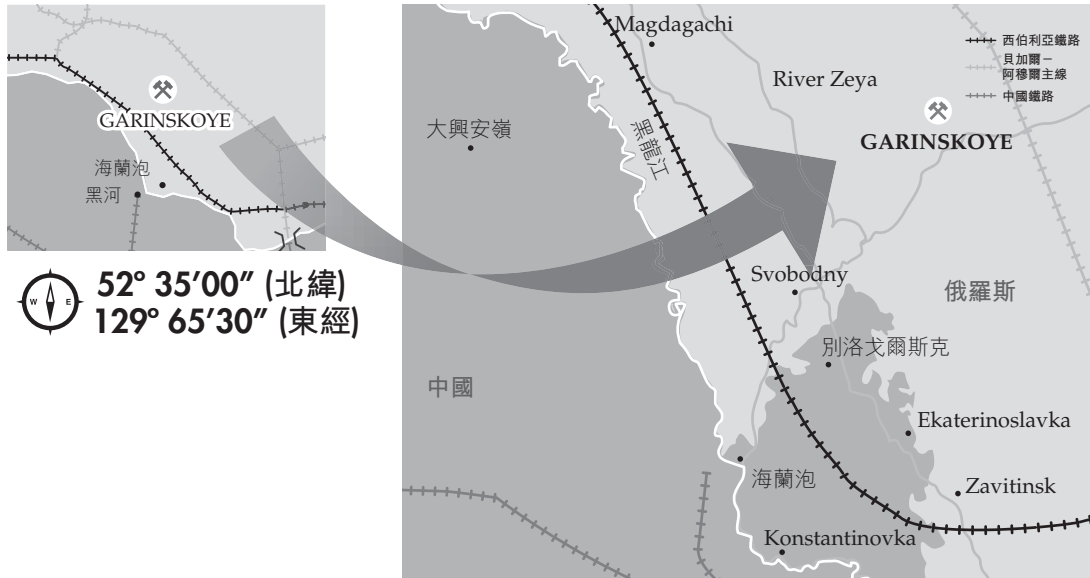 GARINSKOYE
海蘭泡
黑河
W E
52° 35'00" (北緯)
129° 65'30" (東經)
Magdagachi
西伯利亞鐵路
貝加爾－
阿穆爾主線
中國鐵路
River Zeya
大興安嶺
黑龍江
GARINSKOYE
Svobodny
俄羅斯
別洛戈爾斯克
中國
Ekaterinoslavka
海蘭泡
Zavitinsk
Konstantinovka